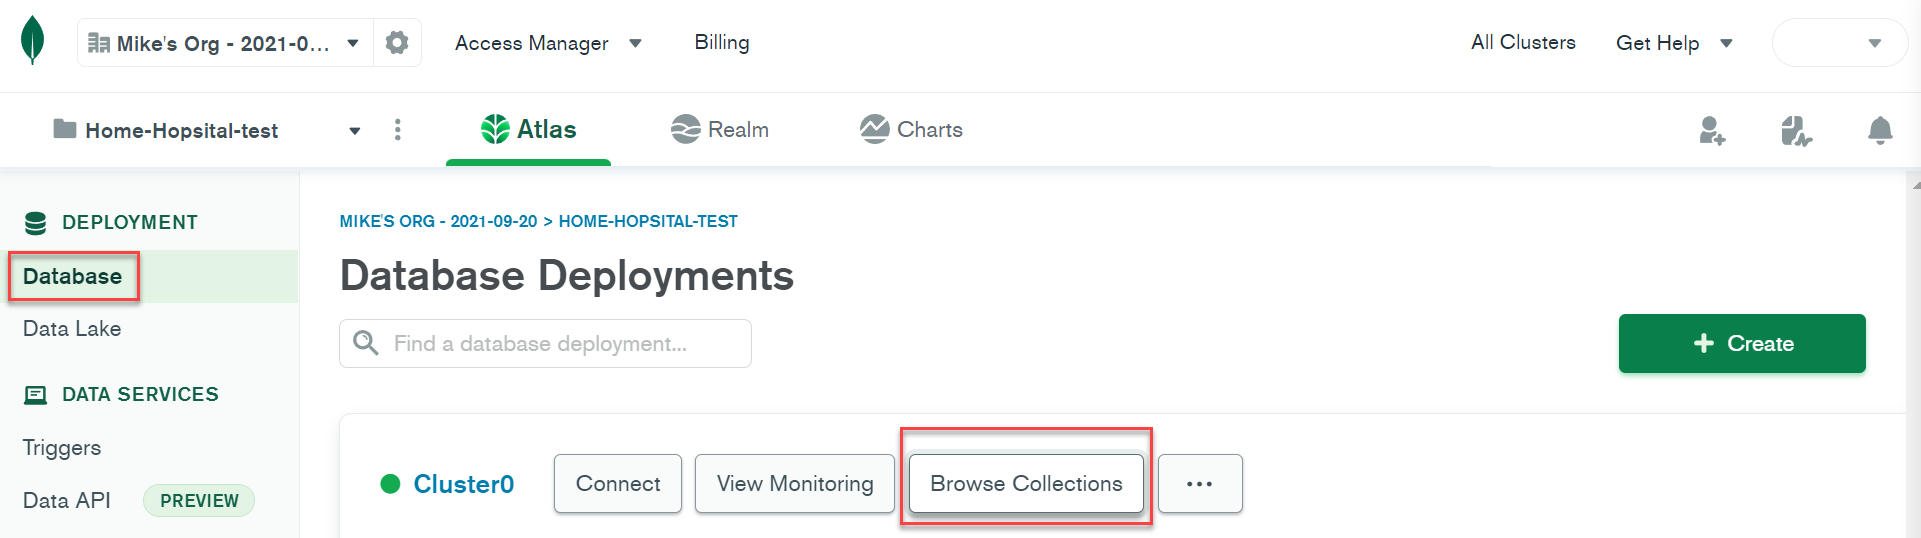 Mike's Org - 2021-0... Access Manager Billing All Clusters Get Help
Home-Hopsital-test Atlas Realm Charts
DEPLOYMENT
Database
Data Lake
DATA SERVICES
Triggers
Data API PREVIEW
MIKE'S ORG - 2021-09-20 > HOME-HOPSITAL-TEST
Database Deployments
Find a database deployment...
+ Create
Cluster0 Connect View Monitoring Browse Collections ...